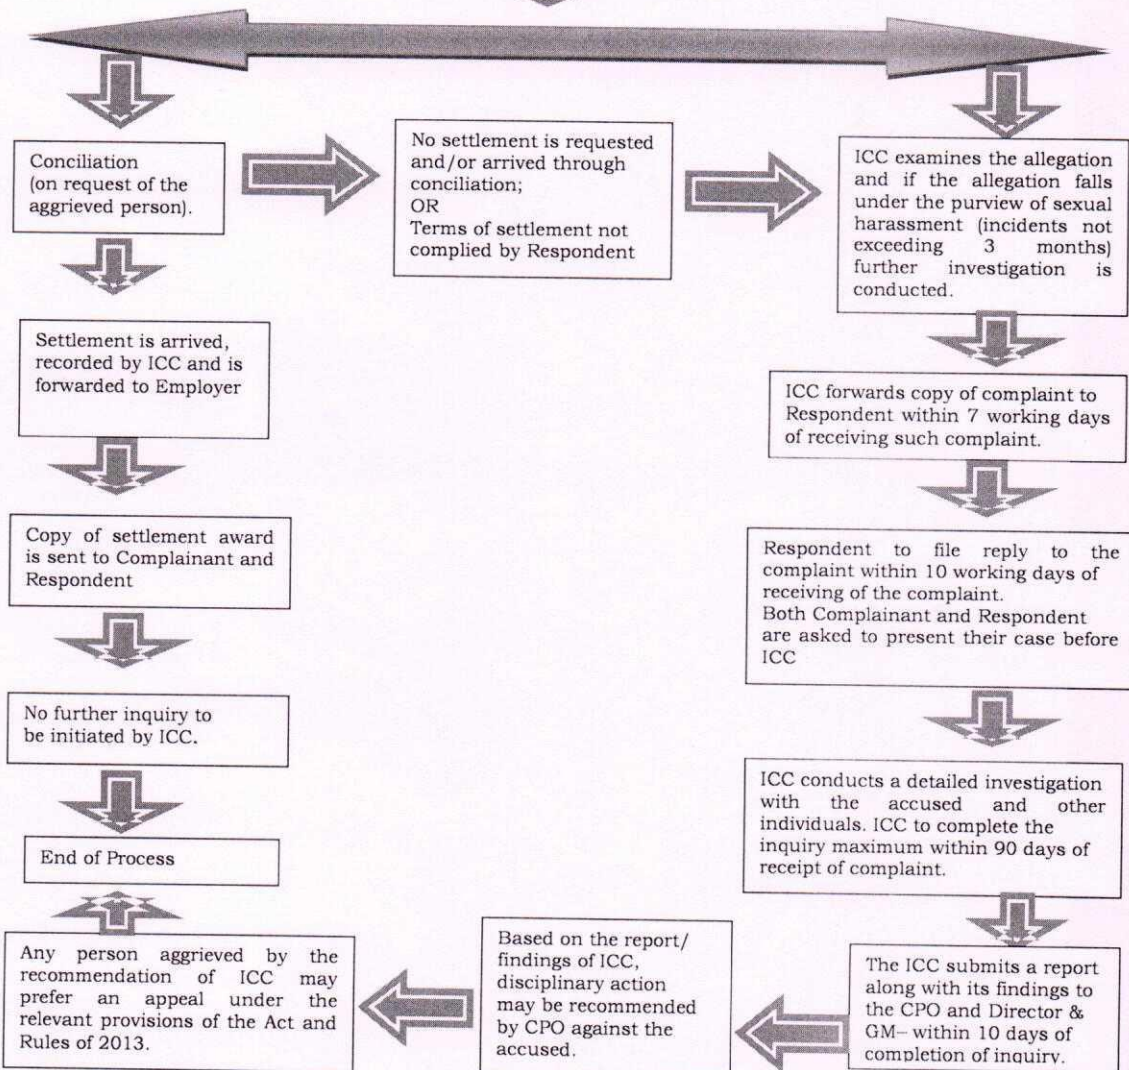 Conciliation
(on request of the
aggrieved person).
No settlement is requested
and/or arrived through
conciliation;
OR
Terms of settlement not
complied by Respondent
ICC examines the allegation
and if the allegation falls
under the purview of sexual
harassment (incidents not
exceeding 3 months)
further investigation is
conducted.
Settlement is arrived,
recorded by ICC and is
forwarded to Employer
ICC forwards copy of complaint to
Respondent within 7 working days
of receiving such complaint.
Copy of settlement award
is sent to Complainant and
Respondent
Respondent to file reply to the
complaint within 10 working days of
receiving of the complaint.
Both Complainant and Respondent
are asked to present their case before
ICC
No further inquiry to
be initiated by ICC.
ICC conducts a detailed investigation
with the accused and other
individuals. ICC to complete the
inquiry maximum within 90 days of
receipt of complaint.
End of Process
Any person aggrieved by the
recommendation of ICC may
prefer an appeal under the
relevant provisions of the Act and
Rules of 2013.
Based on the report/
findings of ICC,
disciplinary action
may be recommended
by CPO against the
accused.
The ICC submits a report
along with its findings to
the CPO and Director &
GM– within 10 days of
completion of inquiry.